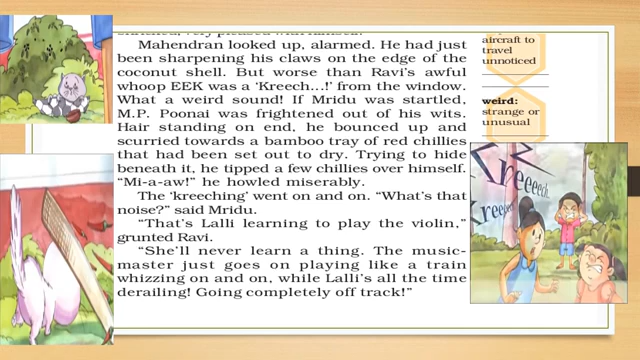 Mahendran looked up, alarmed. He had just
been sharpening his claws on the edge of the
coconut shell. But worse than Ravi's awful
whoop EEK was a 'Kreech...!' from the window.
What a weird sound! If Mridu was startled,
M.P. Poonai was frightened out of his wits.
Hair standing on end, he bounced up and
scurried towards a bamboo tray of red chillies
that had been set out to dry. Trying to hide
beneath it, he tipped a few chillies over himself.
"Mi-a-aw!" he howled miserably.
The 'kreeching' went on and on. "What's that
noise?" said Mridu.
"That's Lalli learning to play the violin,"
grunted Ravi.
"She'll never learn a thing. The music-
master just goes on playing like a train
whizzing on and on, while Lalli's all the time
derailing! Going completely off track!"
aircraft to
travel
unnoticed
weird:
strange or
unusual